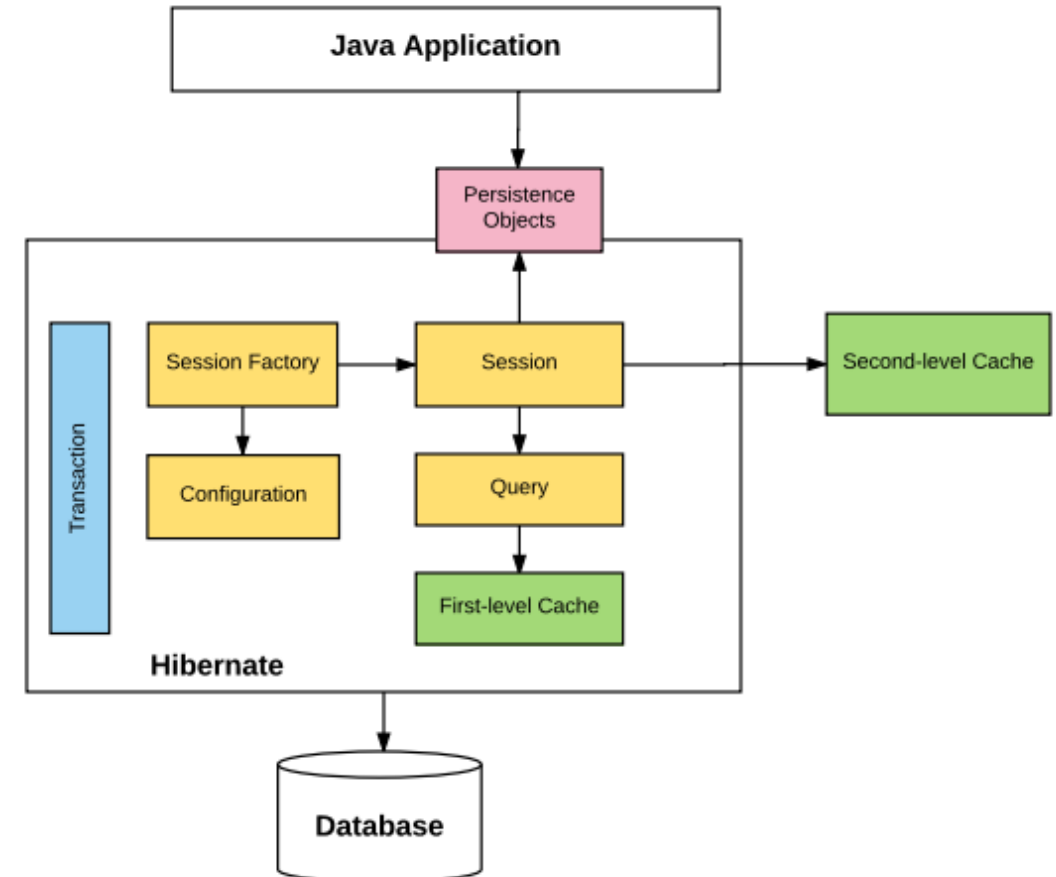 Java Application
Persistence
Objects
Session Factory
Session
Second-level Cache
Transaction
Configuration
Query
First-level Cache
Hibernate
Database